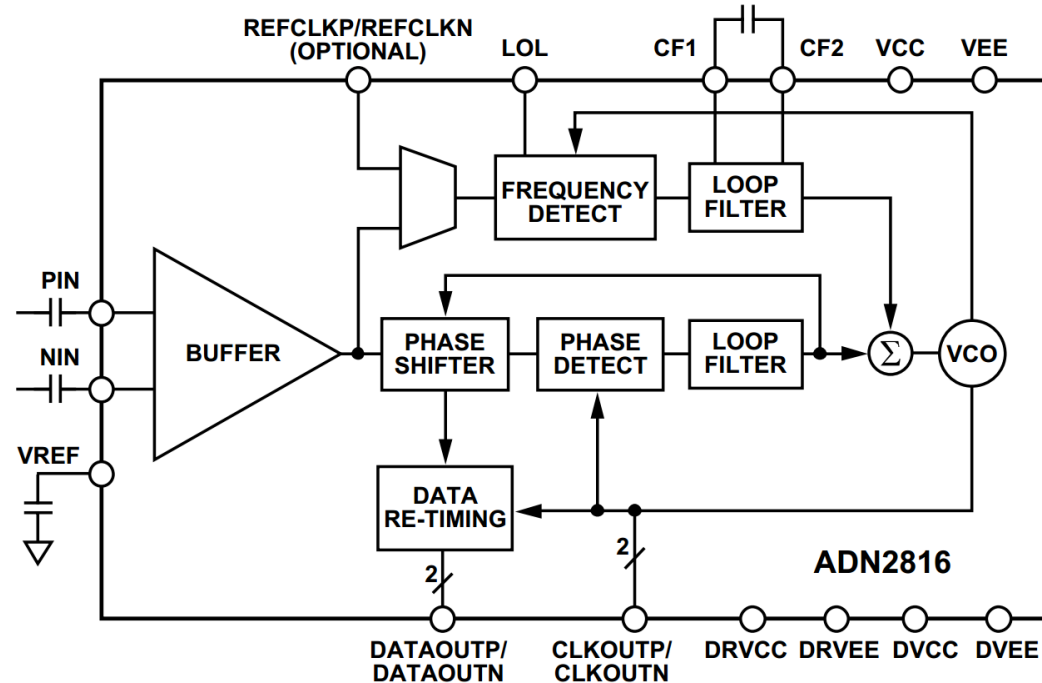 REFCLKP/REFCLKN
(OPTIONAL)
LOL
CF1
CF2
VCC
VEE
FREQUENCY
DETECT
LOOP
FILTER
PIN
NIN
VREF
BUFFER
PHASE
SHIFTER
PHASE
DETECT
LOOP
FILTER
Σ
VCO
DATA
RE-TIMING
2
2
ADN2816
DATAOUTP/
DATAOUTN
CLKOUTP/
CLKOUTN
DRVCC
DRVEE
DVCC
DVEE